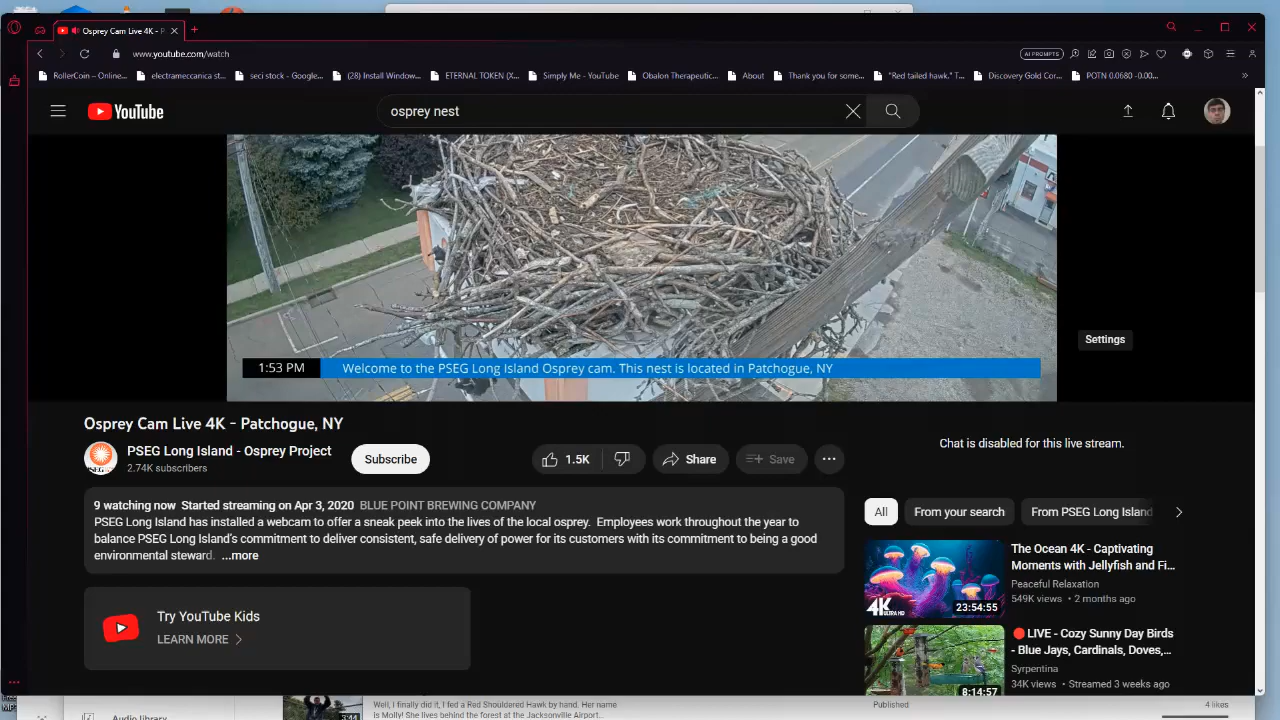 Osprey Cam Live 4K - P
www.youtube.com/watch
AI PROMPTS
RollerCoin – Online...
electrameccanica st...
seci stock - Google...
(28) Install Window...
ETERNAL TOKEN (X...
Simply Me - YouTube
Obalon Therapeutic...
About
Thank you for some...
"Red tailed hawk." T...
Discovery Gold Cor...
POTN 0.0680 -0.00...
YouTube
osprey nest
1:53 PM
Welcome to the PSEG Long Island Osprey cam. This nest is located in Patchogue, NY
Settings
Osprey Cam Live 4K - Patchogue, NY
PSEG Long Island - Osprey Project
2.74K subscribers
Subscribe
1.5K
Share
Save
Chat is disabled for this live stream.
9 watching now Started streaming on Apr 3, 2020 BLUE POINT BREWING COMPANY
PSEG Long Island has installed a webcam to offer a sneak peek into the lives of the local osprey. Employees work throughout the year to
balance PSEG Long Island's commitment to deliver consistent, safe delivery of power for its customers with its commitment to being a good
environmental steward. ...more
All
From your search
From PSEG Long Island
The Ocean 4K - Captivating
Moments with Jellyfish and Fi...
Peaceful Relaxation
549K views • 2 months ago
4K
ULTRA HD
23:54:55
Try YouTube Kids
LEARN MORE
LIVE - Cozy Sunny Day Birds
- Blue Jays, Cardinals, Doves,...
Syrpentina
34K views • Streamed 3 weeks ago
8:14:57
Audio library
3:44
Well, I finally did it, I fed a Red Shouldered Hawk by hand. Her name
is Molly! She lives behind the forest at the Jacksonville Airport...
Published
4 likes